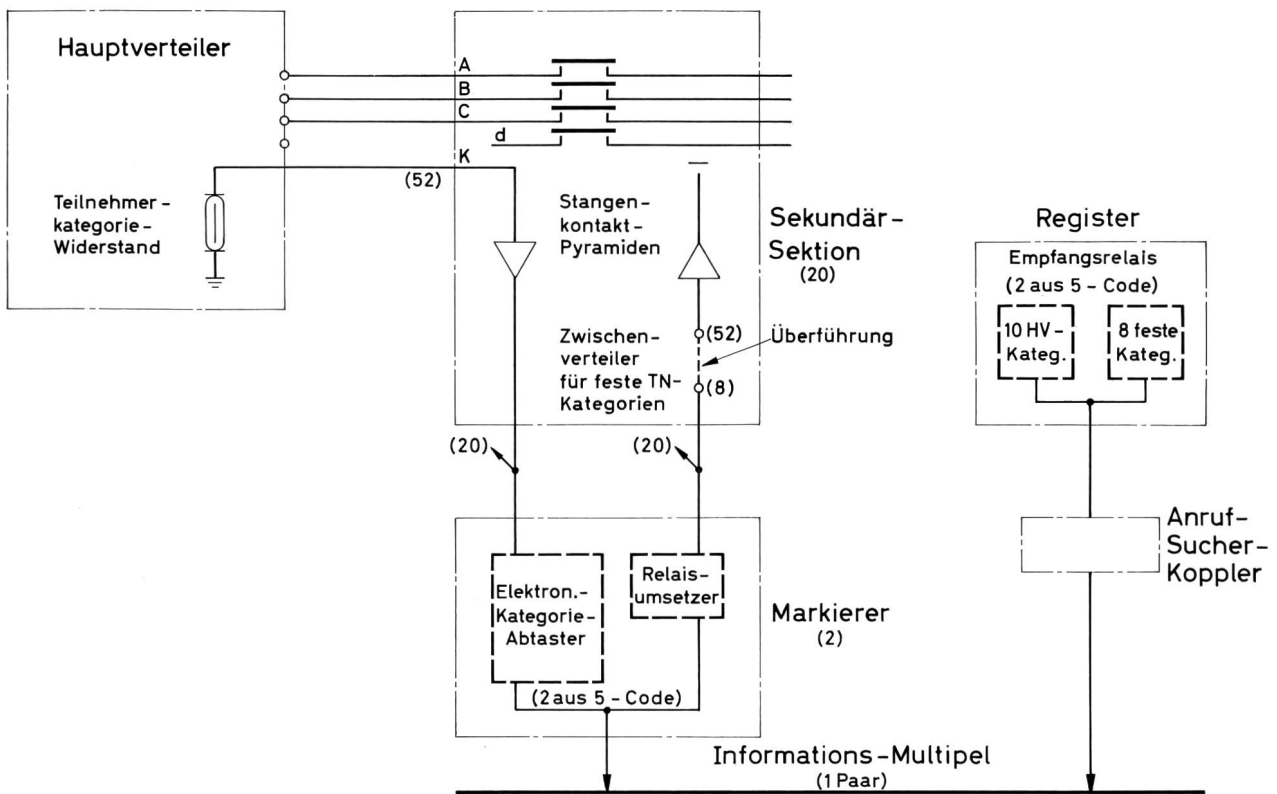 Hauptverteiler
A
B
C
d
K
(52)
Teilnehmer-
kategorie-
Widerstand
Stangen-
kontakt-
Pyramiden
Sekundär-
Sektion
(20)
Zwischen-
verteiler
für feste TN-
Kategorien
(52)
(8)
Überführung
Register
Empfangsrelais
(2 aus 5-Code)
10 HV-
Kateg.
8 feste
Kateg.
(20)
(20)
Anruf-
Sucher-
Koppler
Elektron.-
Kategorie-
Abtaster
Relais-
umsetzer
Markierer
(2)
(2 aus 5-Code)
Informations-Multipel
(1 Paar)